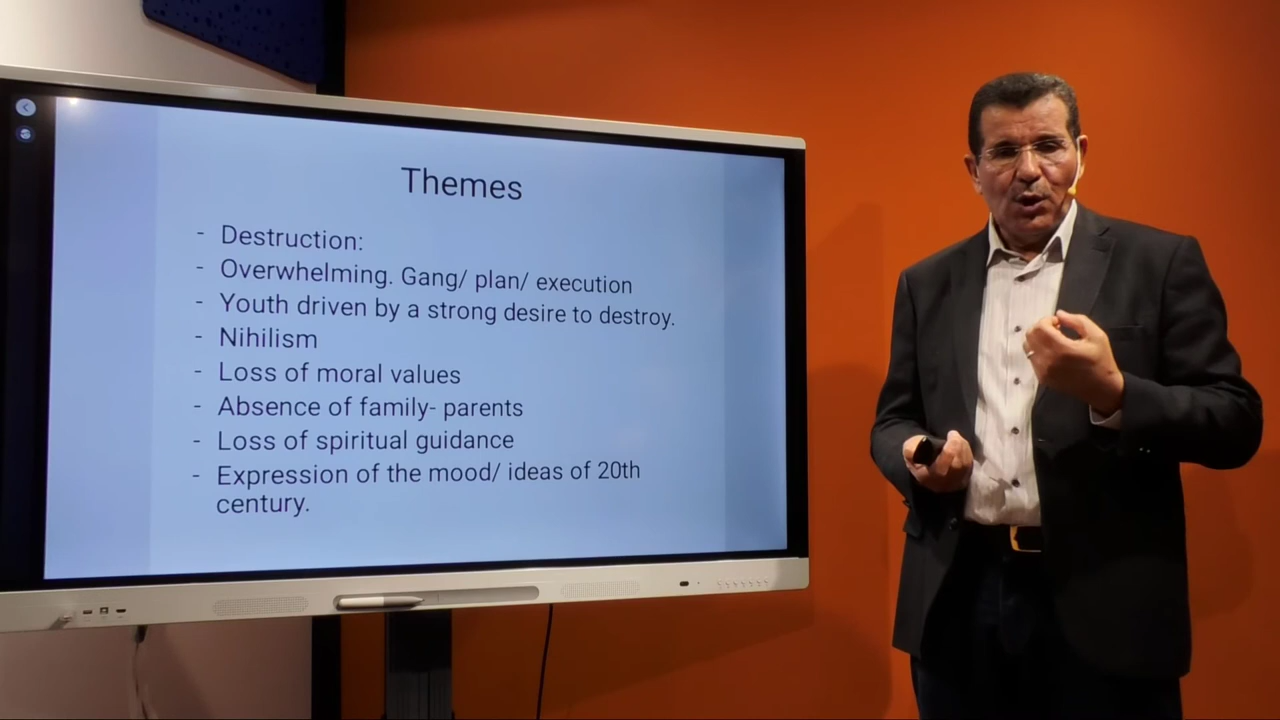 Themes
- Destruction:
- Overwhelming. Gang/ plan/ execution
- Youth driven by a strong desire to destroy.
- Nihilism
- Loss of moral values
- Absence of family- parents
- Loss of spiritual guidance
- Expression of the mood/ ideas of 20th
century.